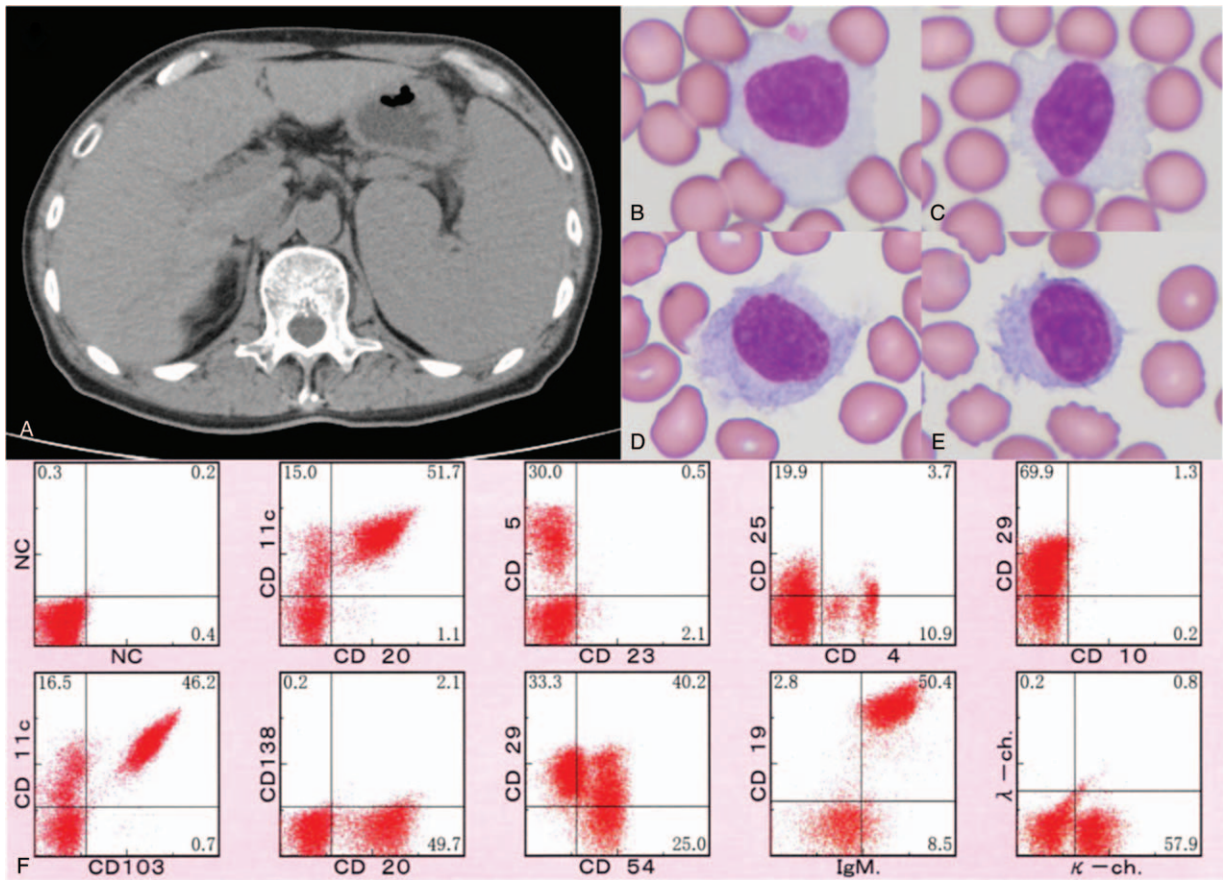 A
B
C
D
E
F
0.3 0.2
NC
0.4
NC
15.0 51.7
CD 11c
1.1
CD 20
30.0 0.5
CD 5
2.1
CD 23
19.9 3.7
CD 25
10.9
CD 4
69.9 1.3
CD 29
0.2
CD 10
16.5 46.2
CD 11c
0.7
CD103
0.2 2.1
CD138
49.7
CD 20
33.3 40.2
CD 29
25.0
CD 54
2.8 50.4
CD 19
8.5
IgM.
0.2 0.8
λ-ch.
57.9
κ-ch.